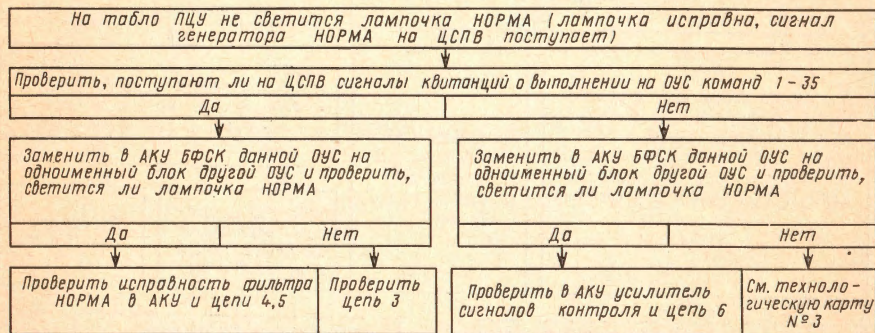 На табло ПЦУ не светится лампочка НОРМА (лампочка исправна, сигнал
генератора НОРМА на ЦСПВ поступает)
Проверить, поступают ли на ЦСПВ сигналы квитанций о выполнении на ОУС команд 1-35
Да
Нет
Заменить в АКУ БФСК данной ОУС на
одноименный блок другой ОУС и проверить,
светится ли лампочка НОРМА
Заменить в АКУ БФСК данной ОУС на
одноименный блок другой ОУС и проверить,
светится ли лампочка НОРМА
Да
Нет
Да
Нет
Проверить исправность фильтра
НОРМА в АКУ и цепи 4,5
Проверить
цепь 3
Проверить в АКУ усилитель
сигналов контроля и цепь 6
См. техноло-
гическую карту
№3